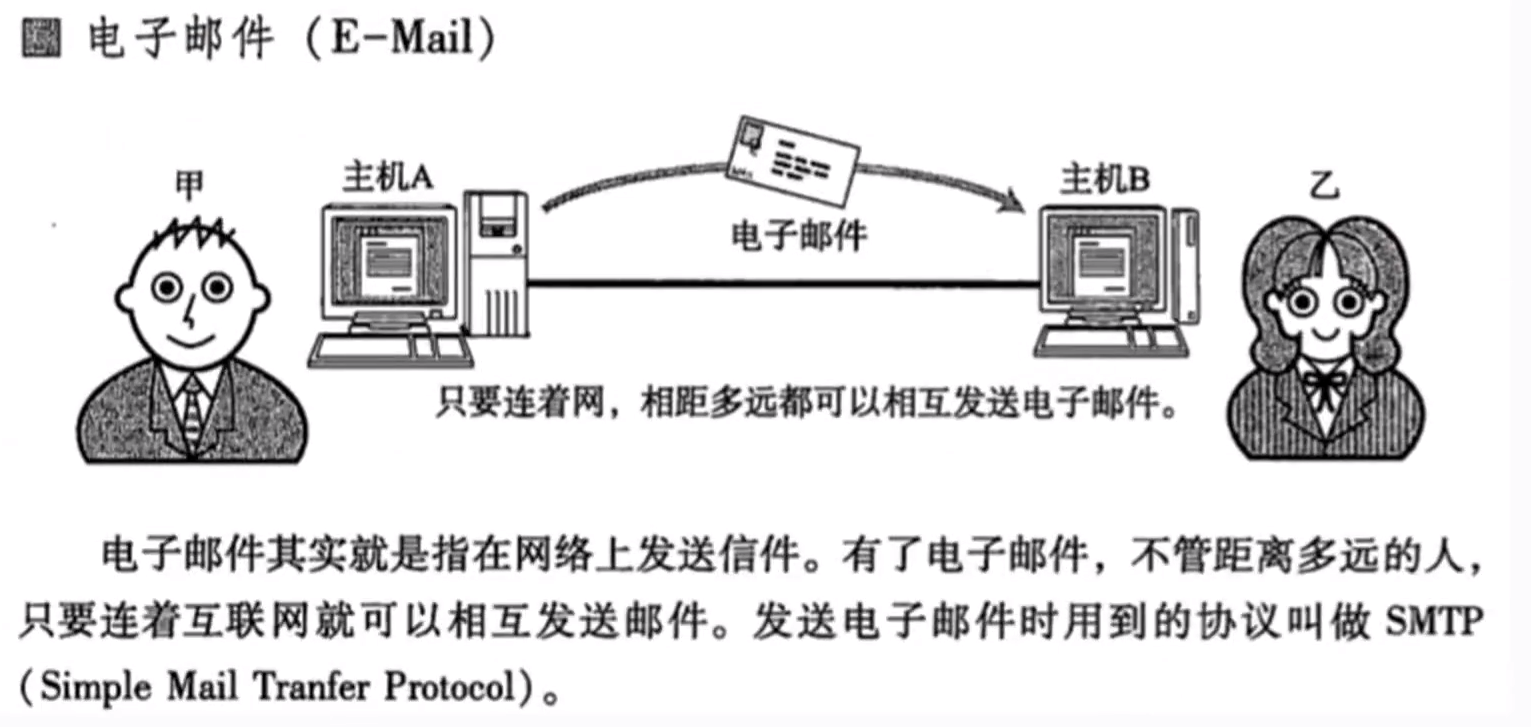 电子邮件（E-Mail）
甲
主机A
主机B
乙
电子邮件
只要连着网，相距多远都可以相互发送电子邮件。
电子邮件其实就是指在网络上发送信件。有了电子邮件，不管距离多远的人，
只要连着互联网就可以相互发送邮件。发送电子邮件时用到的协议叫做 SMTP
（Simple Mail Tranfer Protocol）。